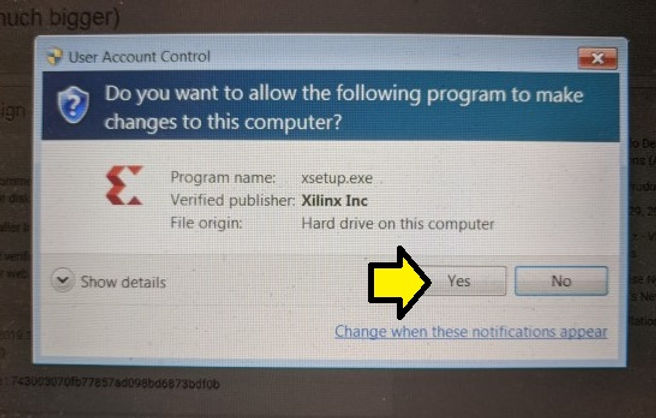 much bigger)
User Account Control
Do you want to allow the following program to make
changes to this computer?
Program name: xsetup.exe
Verified publisher: Xilinx Inc
File origin: Hard drive on this computer
Show details
Yes
No
Change when these notifications appear